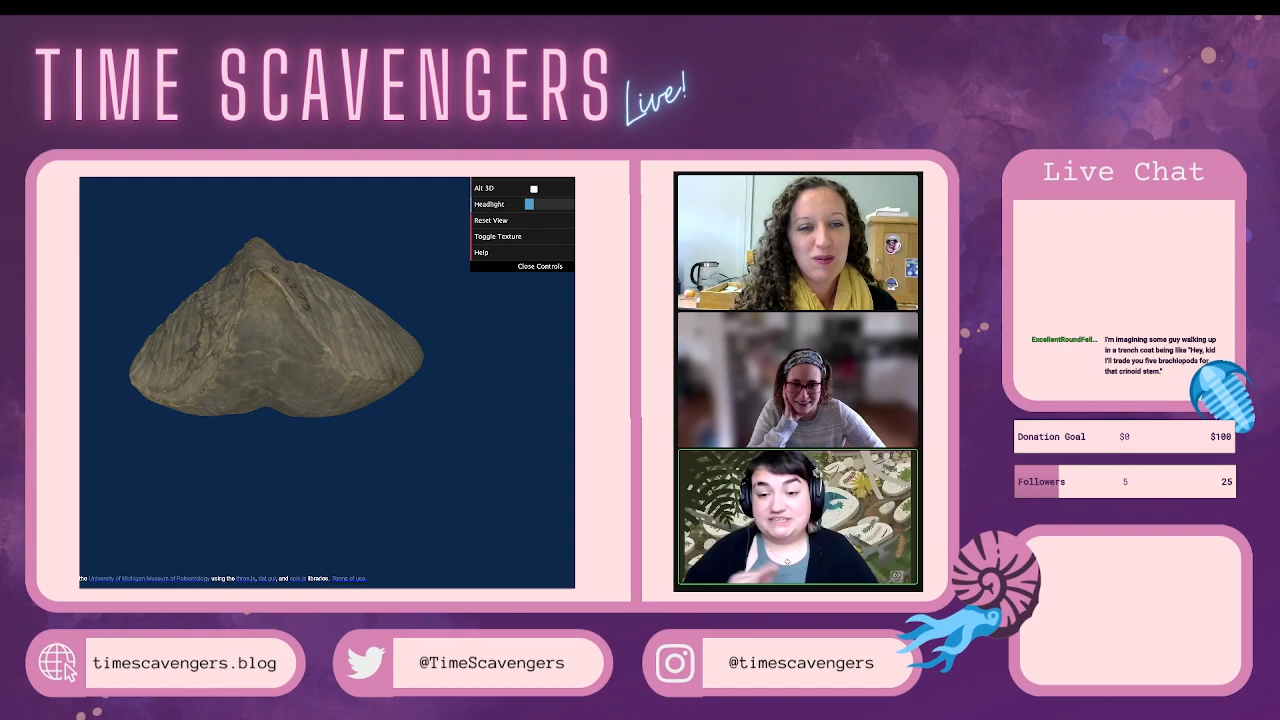 TIME SCAVENGERS
Live!
Alt 3D
Headlight
Reset View
Toggle Texture
Help
Close Controls
the University of Michigan Museum of Paleontology using the three.js, dat.gui, and spin.js libraries. Terms of use.
Live Chat
ExcellentRoundFell... I'm imagining some guy walking up
in a trench coat being like "Hey, kid
I'll trade you five brachiopods for
that crinoid stem."
Donation Goal $0 $100
Followers 5 25
timescavengers.blog
@TimeScavengers
@timescavengers